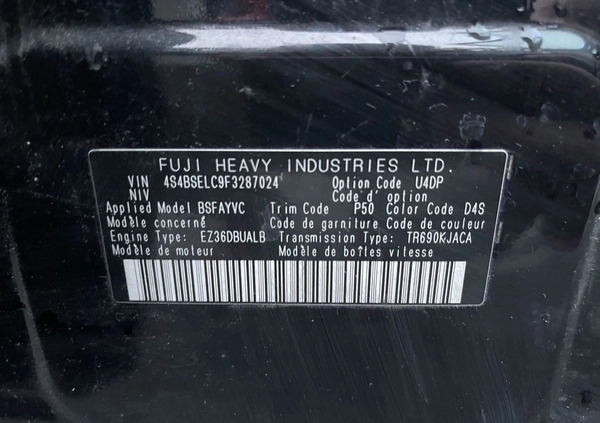 FUJI HEAVY INDUSTRIES LTD.
VIN 4S4BSELC9F3287024 Option Code U4DP
NIV Code d' option
Applied Model BSFAYVC Trim Code P50 Color Code D4S
Modèle concerné Code de garniture Code de couleur
Engine Type: EZ36DBUALB Transmission Type: TR690KJACA
Modèle de moteur Modèle de boîtes vitesse